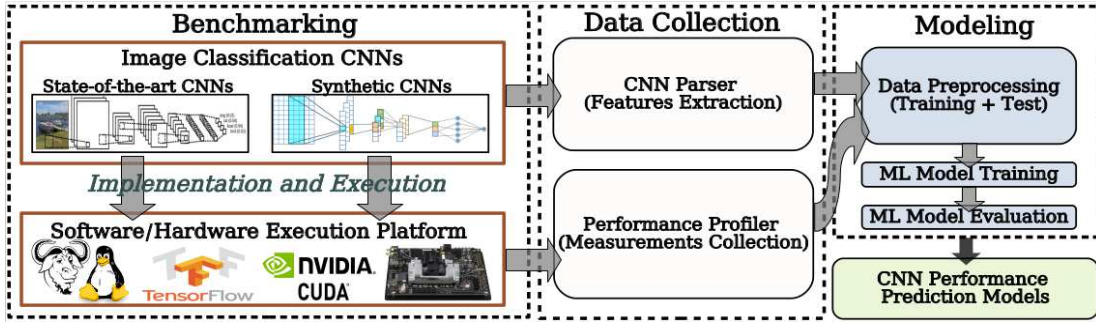 Benchmarking
Image Classification CNNs
State-of-the-art CNNs
Synthetic CNNs
Implementation and Execution
Software/Hardware Execution Platform
TensorFlow
NVIDIA.
CUDA
Data Collection
CNN Parser
(Features Extraction)
Performance Profiler
(Measurements Collection)
Modeling
Data Preprocessing
(Training + Test)
ML Model Training
ML Model Evaluation
CNN Performance
Prediction Models